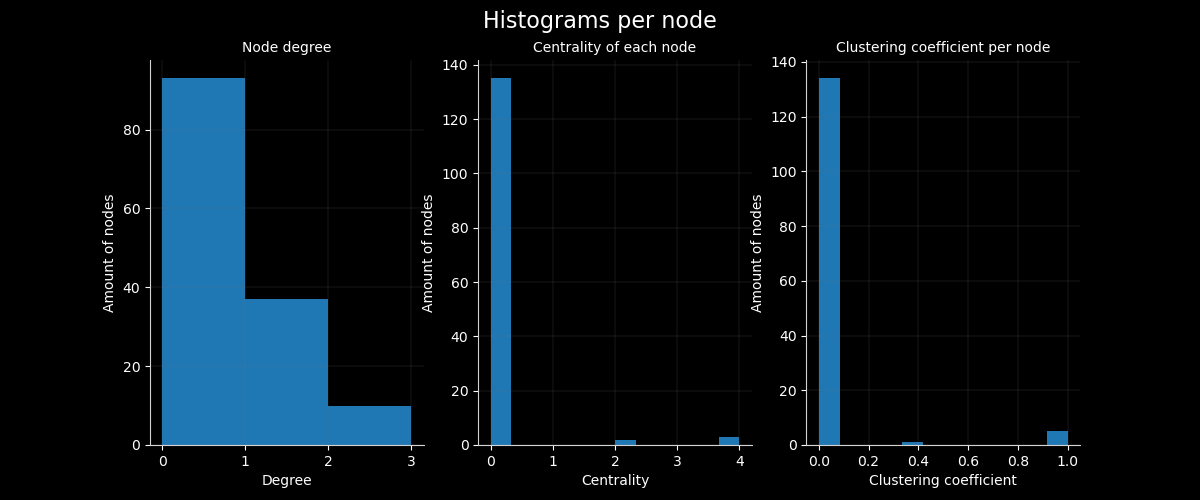 Histograms per node
Node degree
Amount of nodes
80
60
40
20
0
0 1 2 3
Degree
Centrality of each node
Amount of nodes
140
120
100
80
60
40
20
0
0 1 2 3 4
Centrality
Clustering coefficient per node
Amount of nodes
140
120
100
80
60
40
20
0
0.0 0.2 0.4 0.6 0.8 1.0
Clustering coefficient